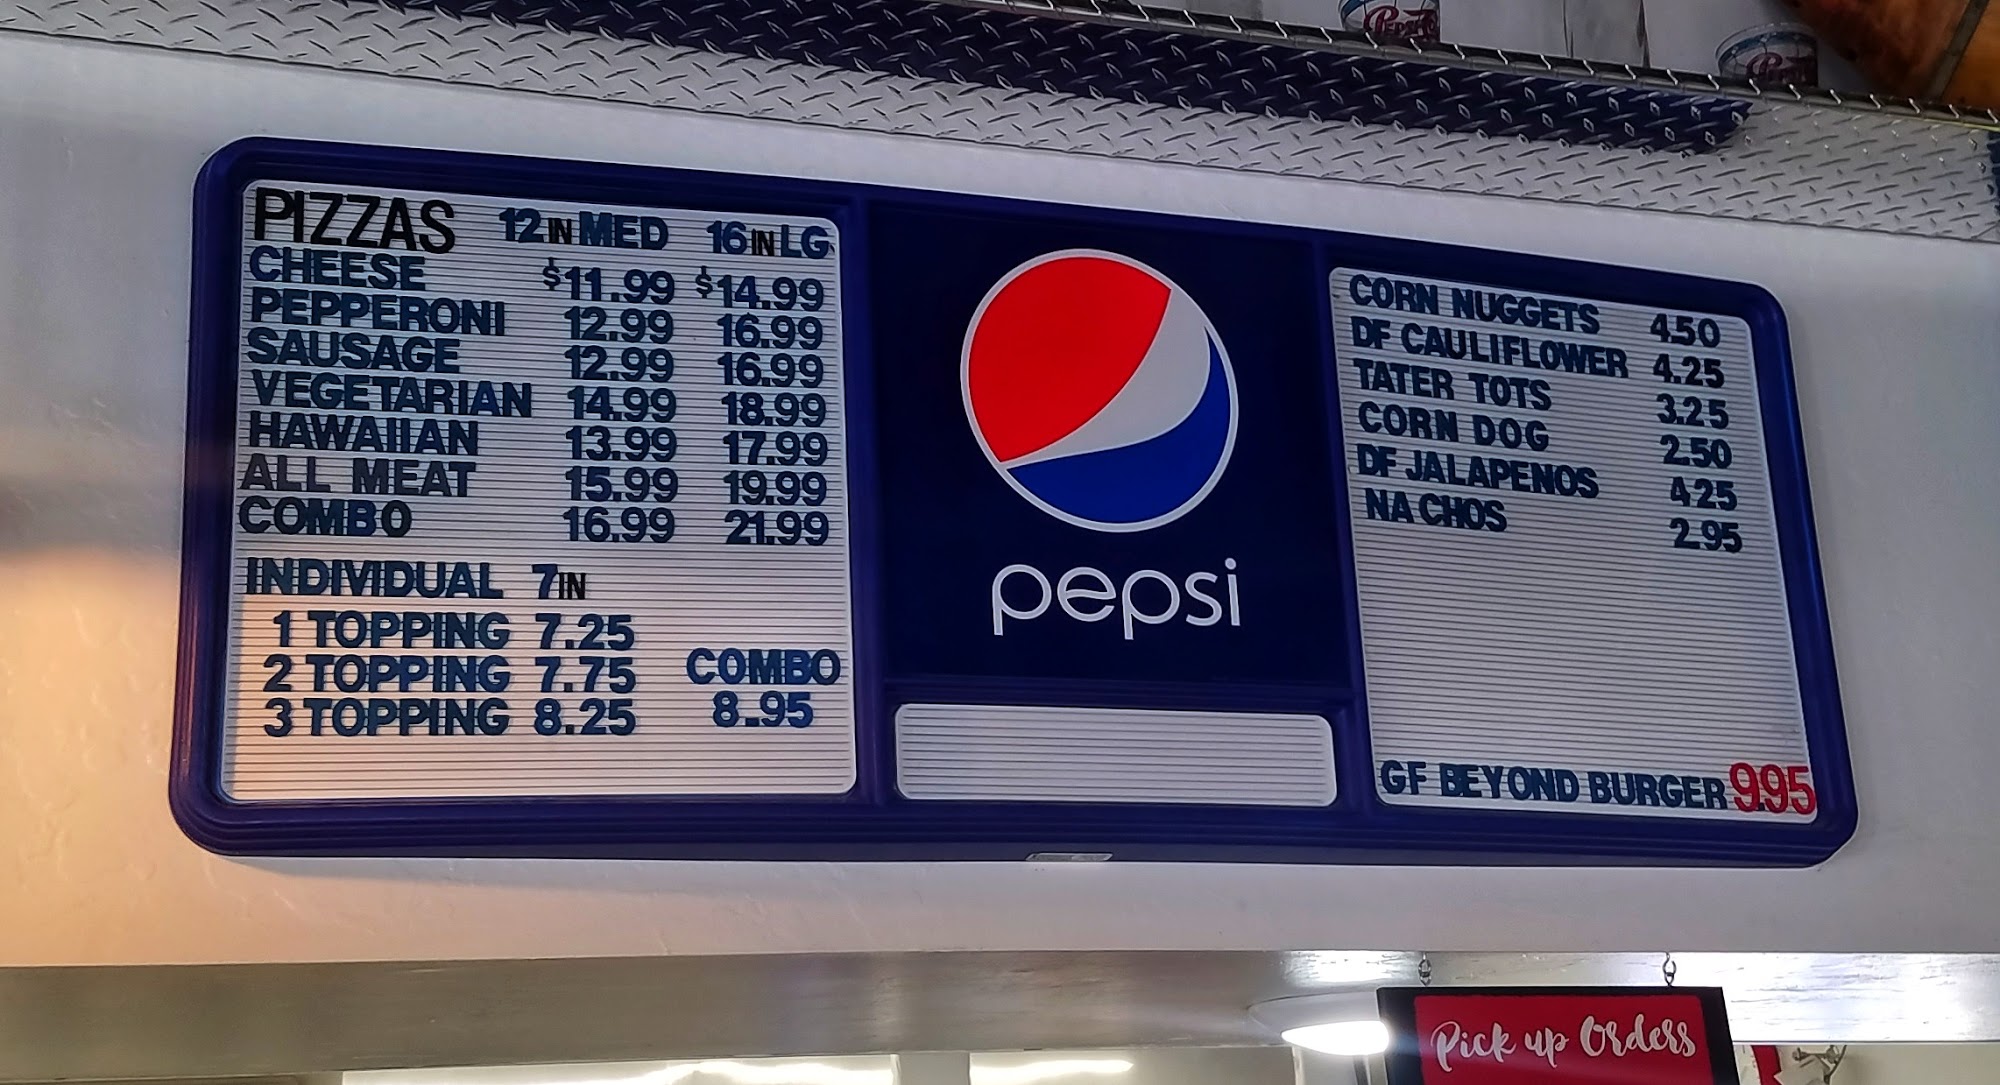 PIZZAS 12IN MED 16IN LG
CHEESE $11.99 $14.99
PEPPERONI 12.99 16.99
SAUSAGE 12.99 16.99
VEGETARIAN 14.99 18.99
HAWAIIAN 13.99 17.99
ALL MEAT 15.99 19.99
COMBO 16.99 21.99
INDIVIDUAL 7IN
1 TOPPING 7.25
2 TOPPING 7.75
3 TOPPING 8.25
COMBO
8.95
pepsi
CORN NUGGETS 4.50
DF CAULIFLOWER 4.25
TATER TOTS 3.25
CORN DOG 2.50
DF JALAPENOS 4.25
NACHOS 2.95
GF BEYOND BURGER 9.95
Pick up Orders